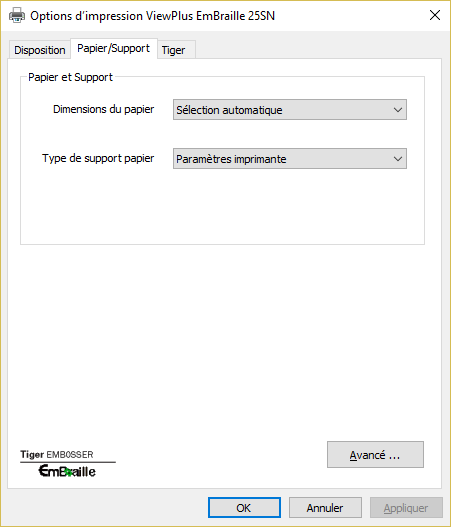 Options d'impression ViewPlus EmBraille 25SN
Disposition Papier/Support Tiger
Papier et Support
Dimensions du papier Sélection automatique
Type de support papier Paramètres imprimante
Tiger EMBOSSER
EmBraille
Avancé ...
OK Annuler Appliquer